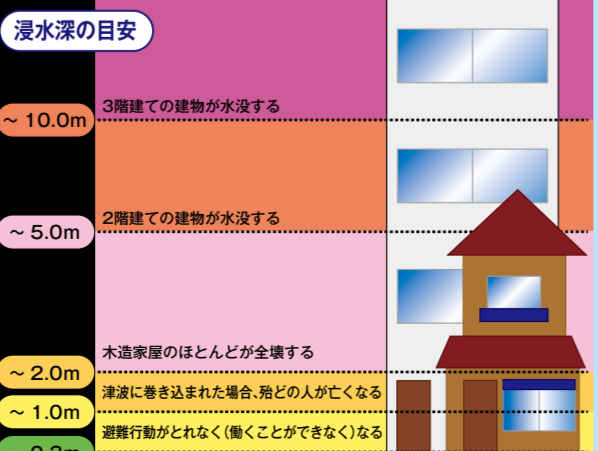 浸水深の目安
3階建ての建物が水没する
～ 10.0m
2階建ての建物が水没する
～ 5.0m
木造家屋のほとんどが全壊する
～ 2.0m
津波に巻き込まれた場合、殆どの人が亡くなる
～ 1.0m
避難行動がとれなく(働くことができなく)なる